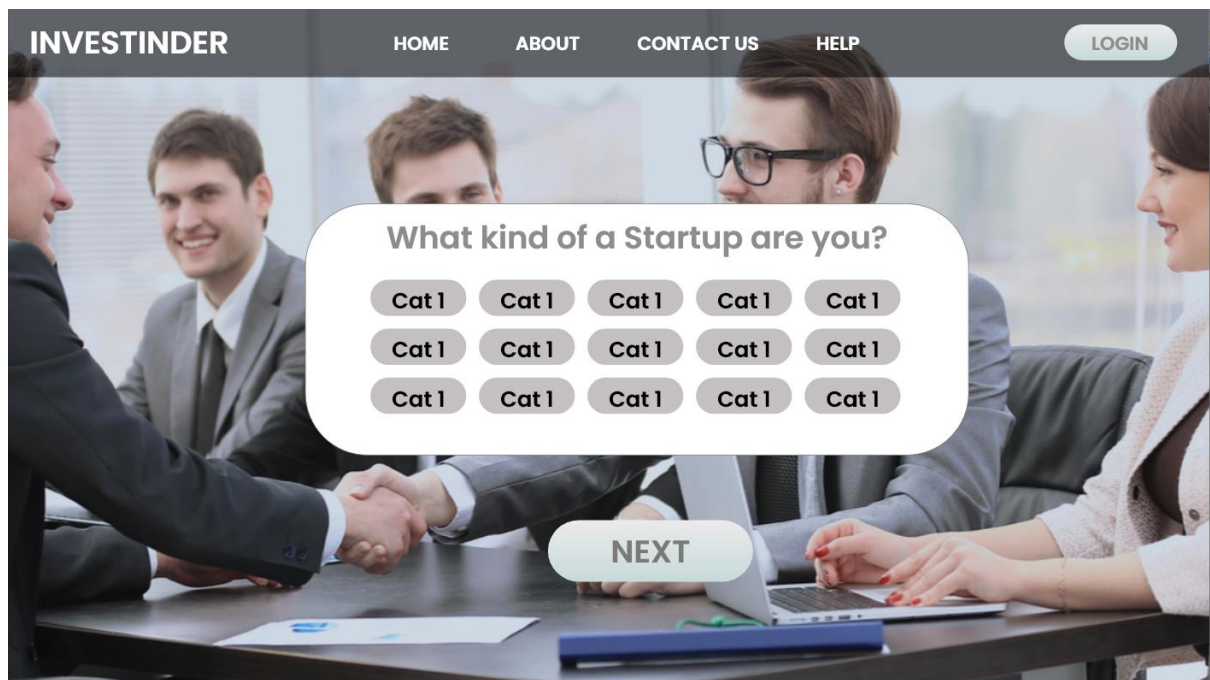 INVESTINDER HOME ABOUT CONTACT US HELP LOGIN
What kind of a Startup are you?
Cat 1 Cat 1 Cat 1 Cat 1 Cat 1
Cat 1 Cat 1 Cat 1 Cat 1 Cat 1
Cat 1 Cat 1 Cat 1 Cat 1 Cat 1
NEXT